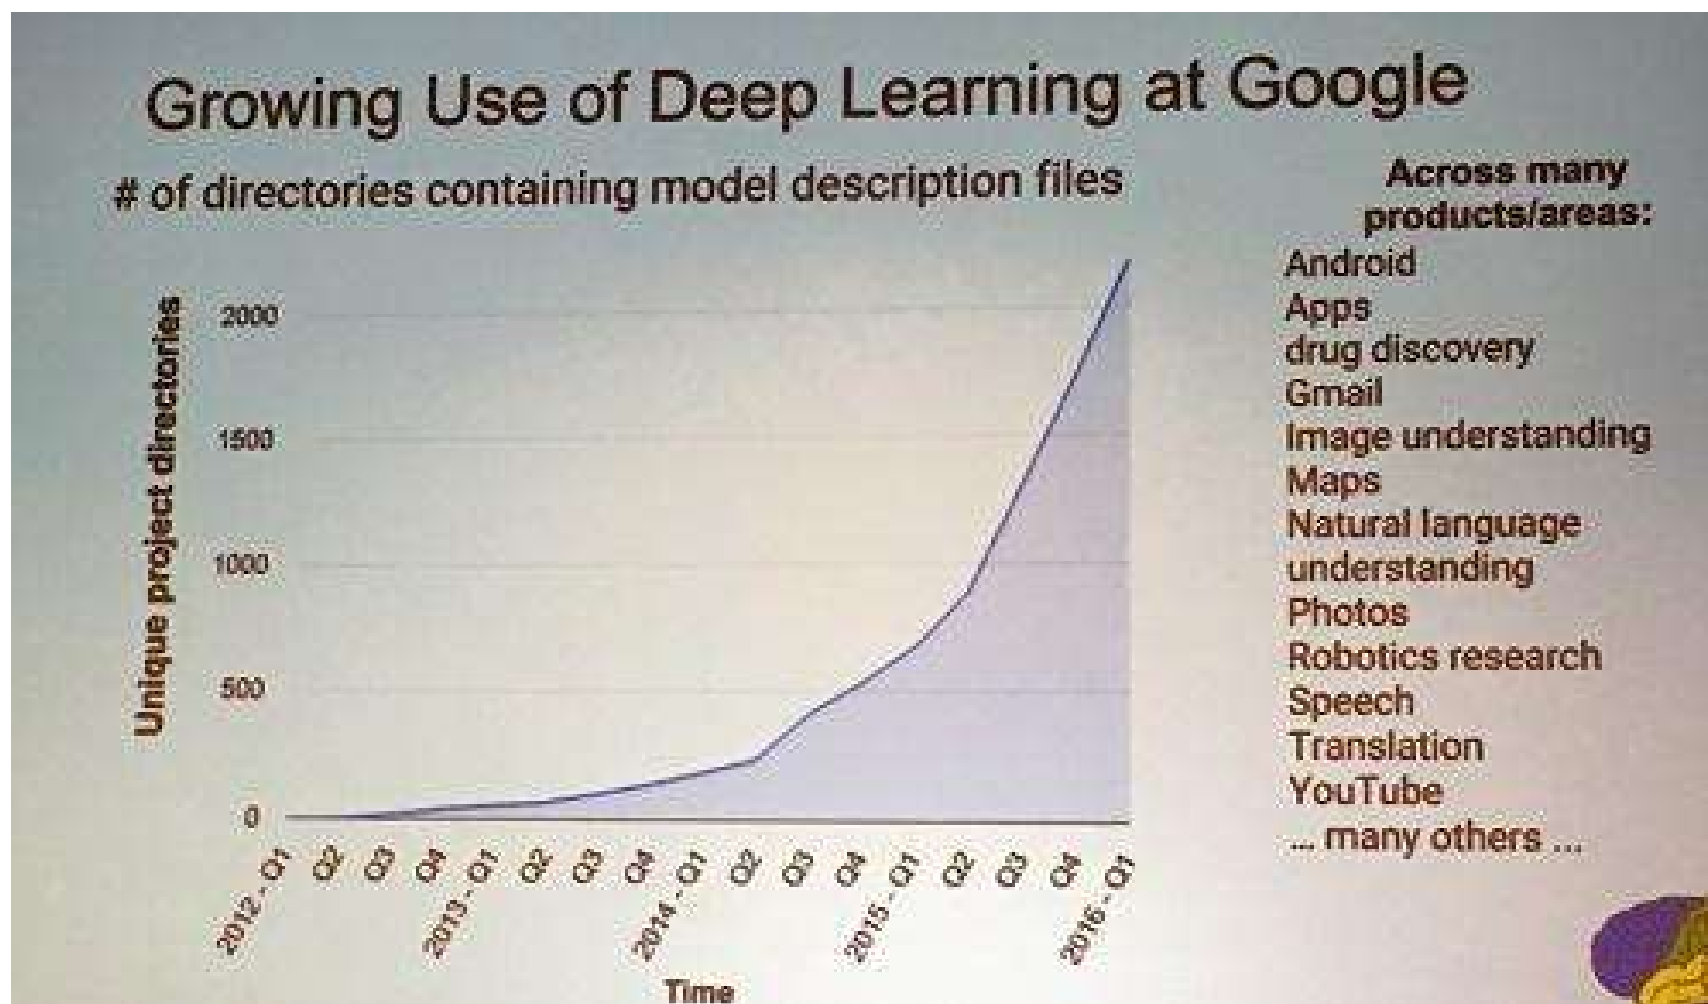 Growing Use of Deep Learning at Google
# of directories containing model description files
Unique project directories
2000
1500
1000
500
0
2012 - Q1
Q2
Q3
Q4
2013 - Q1
Q2
Q3
Q4
2014 - Q1
Q2
Q3
Q4
2015 - Q1
Q2
Q3
Q4
2016 - Q1
Time
Across many
products/areas:
Android
Apps
drug discovery
Gmail
Image understanding
Maps
Natural language
understanding
Photos
Robotics research
Speech
Translation
YouTube
... many others ...